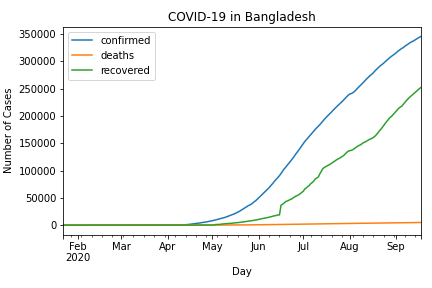 COVID-19 in Bangladesh
confirmed
deaths
recovered
350000
300000
250000
200000
150000
100000
50000
0
Number of Cases
Feb Mar Apr May Jun Jul Aug Sep
2020
Day